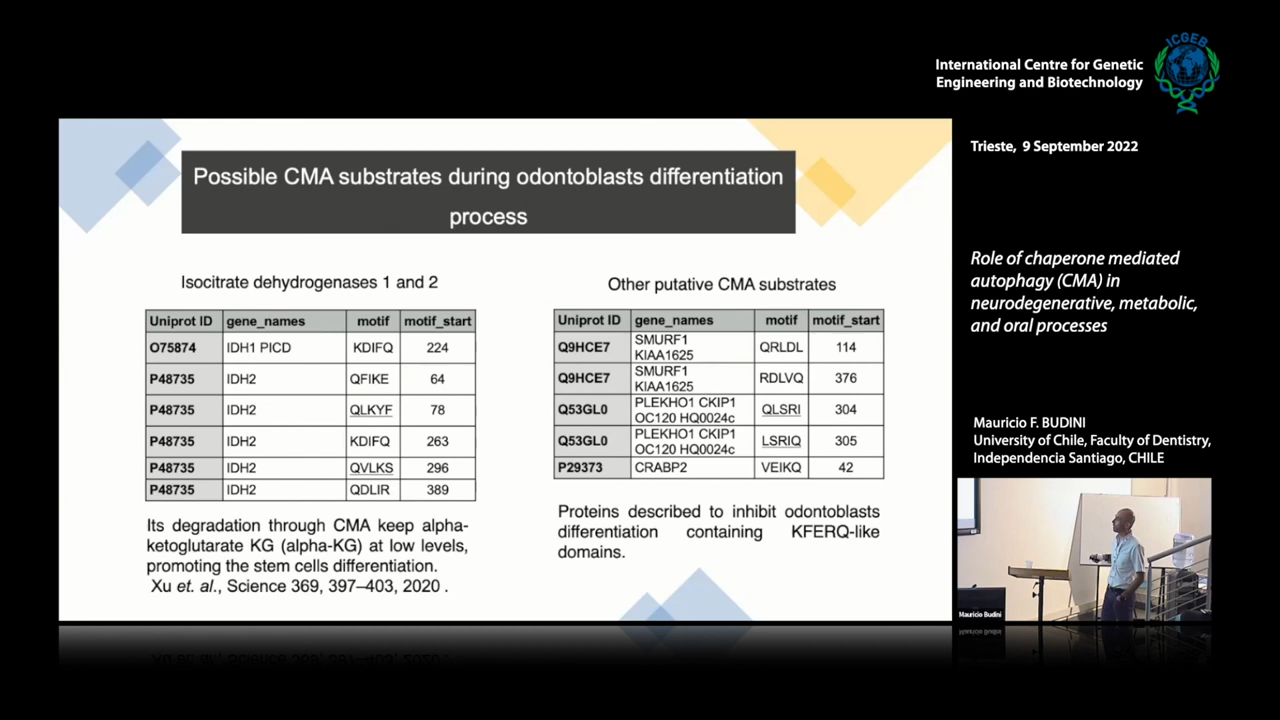 ICGEB
International Centre for Genetic
Engineering and Biotechnology
Trieste, 9 September 2022
Possible CMA substrates during odontoblasts differentiation
process
Isocitrate dehydrogenases 1 and 2
Uniprot ID gene_names motif motif_start
O75874 IDH1 PICD KDIFQ 224
P48735 IDH2 QFIKE 64
P48735 IDH2 QLKYF 78
P48735 IDH2 KDIFQ 263
P48735 IDH2 QVLKS 296
P48735 IDH2 QDLIR 389
Its degradation through CMA keep alpha-
ketoglutarate KG (alpha-KG) at low levels,
promoting the stem cells differentiation.
Xu et. al., Science 369, 397–403, 2020 .
Other putative CMA substrates
Uniprot ID gene_names motif motif_start
Q9HCE7 SMURF1 KIAA1625 QRLDL 114
Q9HCE7 SMURF1 KIAA1625 RDLVQ 376
Q53GL0 PLEKHO1 CKIP1 OC120 HQ0024c QLSRI 304
Q53GL0 PLEKHO1 CKIP1 OC120 HQ0024c LSRIQ 305
P29373 CRABP2 VEIKQ 42
Proteins described to inhibit odontoblasts
differentiation containing KFERQ-like
domains.
Role of chaperone mediated
autophagy (CMA) in
neurodegenerative, metabolic,
and oral processes
Mauricio F. BUDINI
University of Chile, Faculty of Dentistry,
Independencia Santiago, CHILE
Mauricio Budini